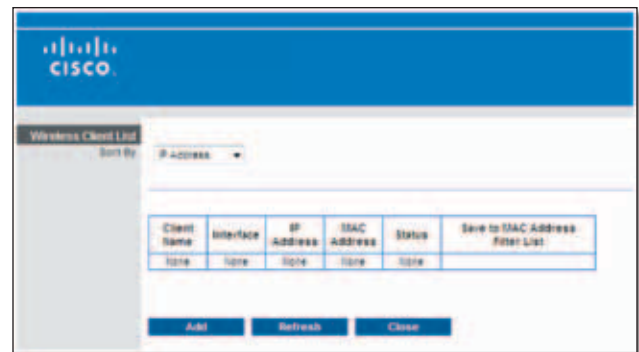 CISCO.
Wireless Client List
Sort By IP Address
Client Name Interface IP Address MAC Address Status Save to MAC Address Filter List
None None None None None
Add Refresh Close